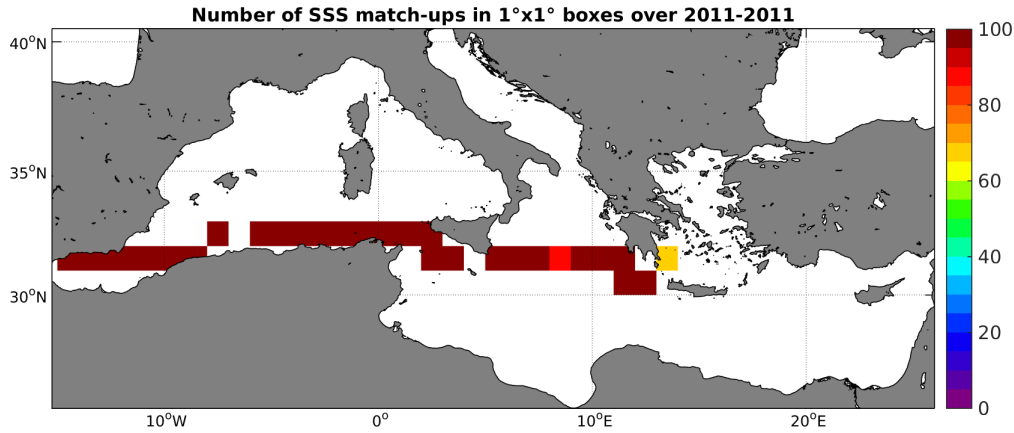 Number of SSS match-ups in 1°x1° boxes over 2011-2011
40°N
35°N
30°N
10°W
0°
10°E
20°E
100
80
60
40
20
0